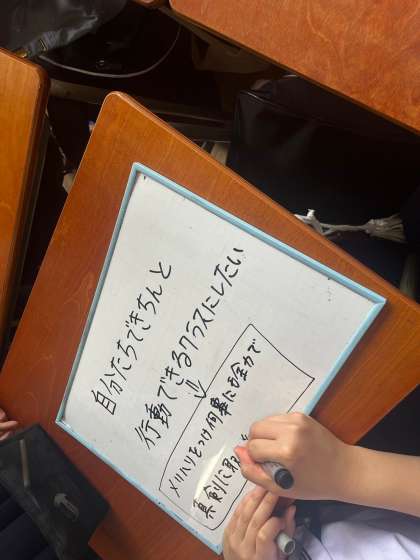 自分たちできちんと
行動できるクラスにしたい
⇓
メリハリをつけ何事にも全力で
真剣に取